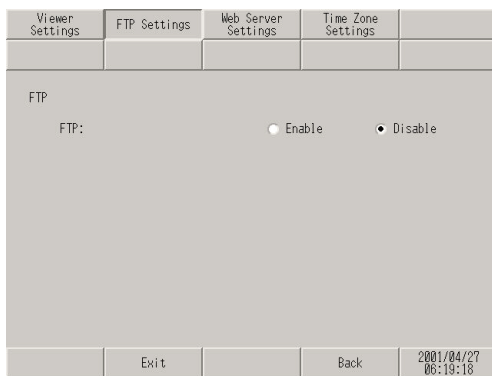 Viewer
Settings
FTP Settings
Web Server
Settings
Time Zone
Settings
FTP
FTP:
Enable
Disable
Exit
Back
2001/04/27
06:19:18